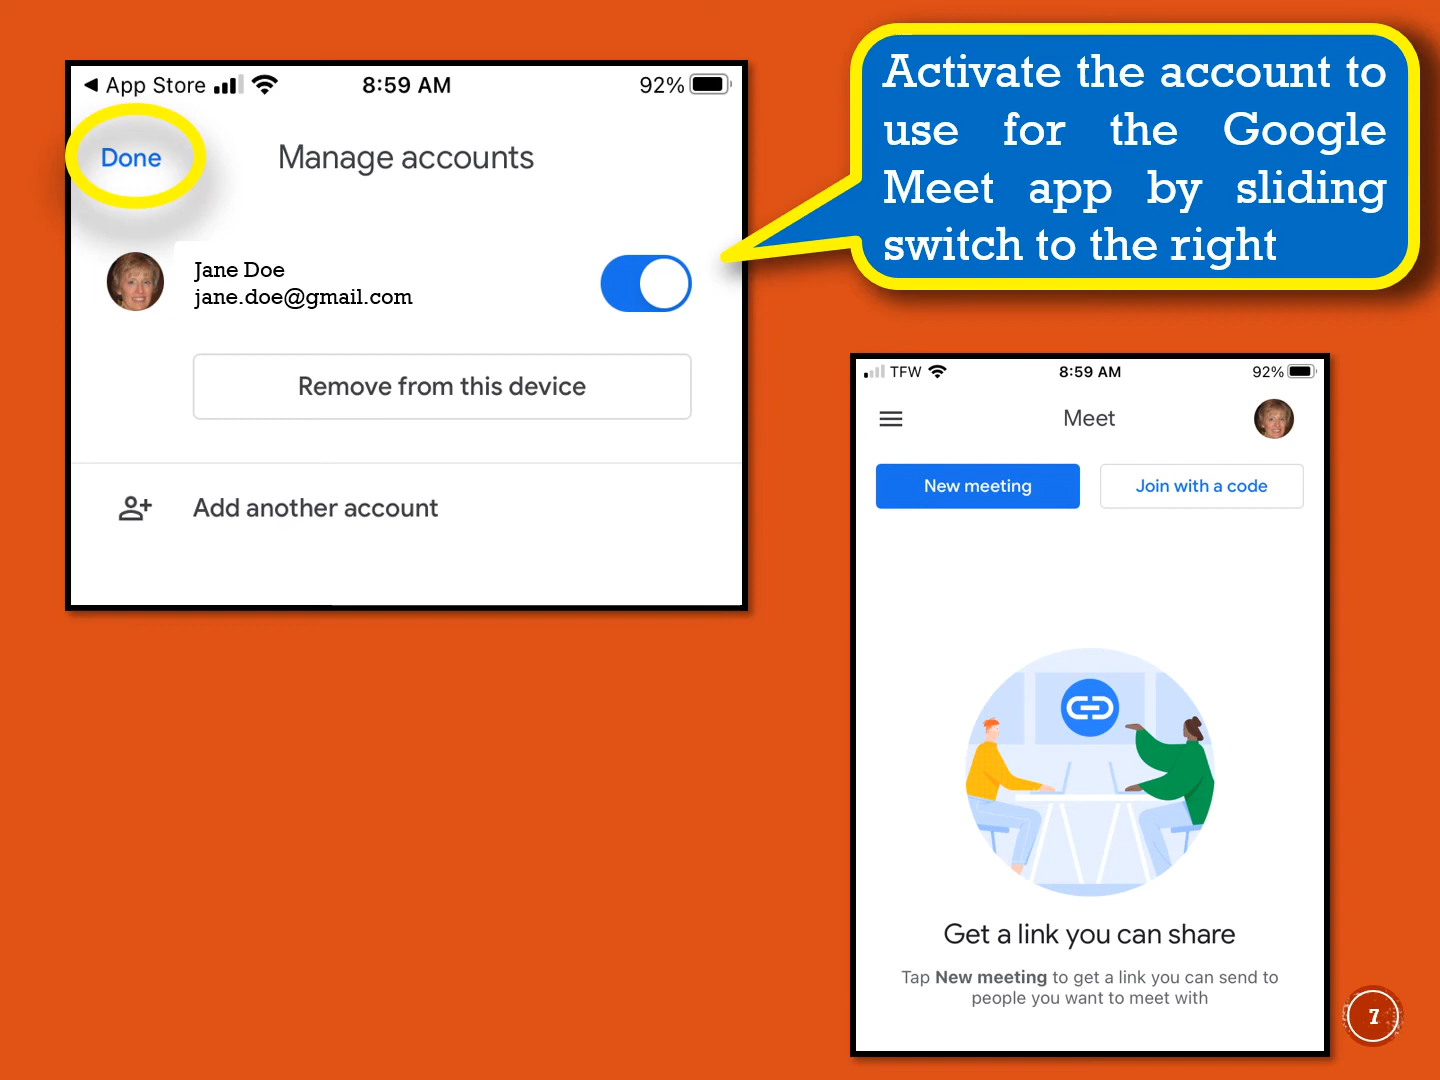 App Store
8:59 AM
92%
Done
Manage accounts
Jane Doe
jane.doe@gmail.com
Remove from this device
Add another account
Activate the account to
use for the Google
Meet app by sliding
switch to the right
TFW
8:59 AM
92%
Meet
New meeting
Join with a code
Get a link you can share
Tap New meeting to get a link you can send to
people you want to meet with
7